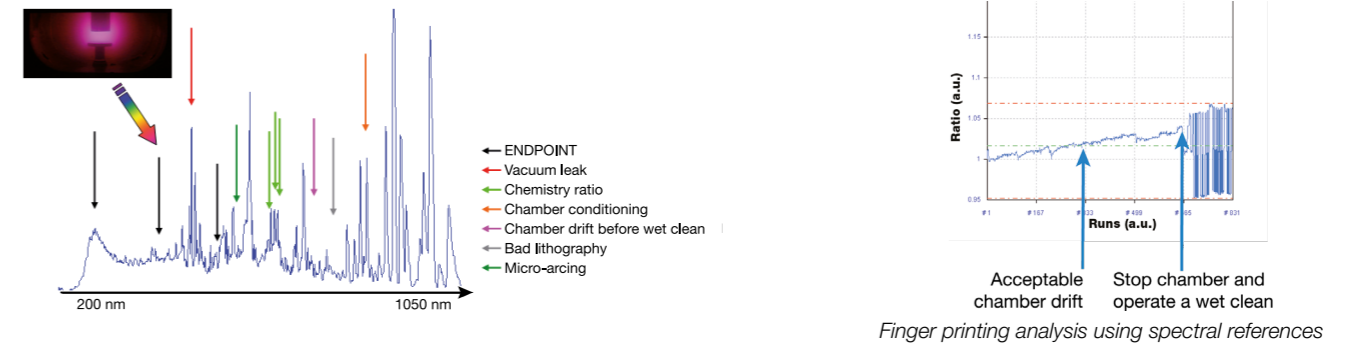 ENDPOINT
Vacuum leak
Chemistry ratio
Chamber conditioning
Chamber drift before wet clean
Bad lithography
Micro-arcing
200 nm
1050 nm
Ratio (a.u.)
1.15
1.1
1.05
1
0.95
# 1
# 167
# 499
# 831
Runs (a.u.)
Acceptable
chamber drift
Stop chamber and
operate a wet clean
Finger printing analysis using spectral references